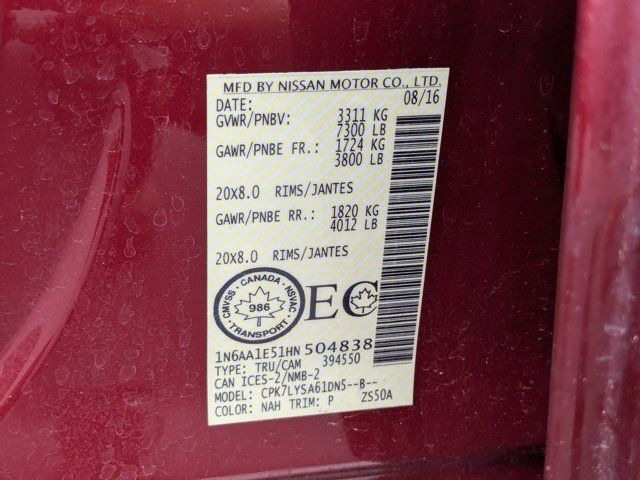 MFD BY NISSAN MOTOR CO., LTD.
DATE: 08/16
GVWR/PNBV: 3311 KG
7300 LB
GAWR/PNBE FR.: 1724 KG
3800 LB
20x8.0 RIMS/JANTES
GAWR/PNBE RR.: 1820 KG
4012 LB
20x8.0 RIMS/JANTES
CANADA
CMVSS NSVAC
986
TRANSPORT
EC
1N6AA1E51HN504838
TYPE: TRU/CAM 394550
CAN ICES-2/NMB-2
MODEL: CPK7LYSA61DN5--B--
COLOR: NAH TRIM: P ZS50A